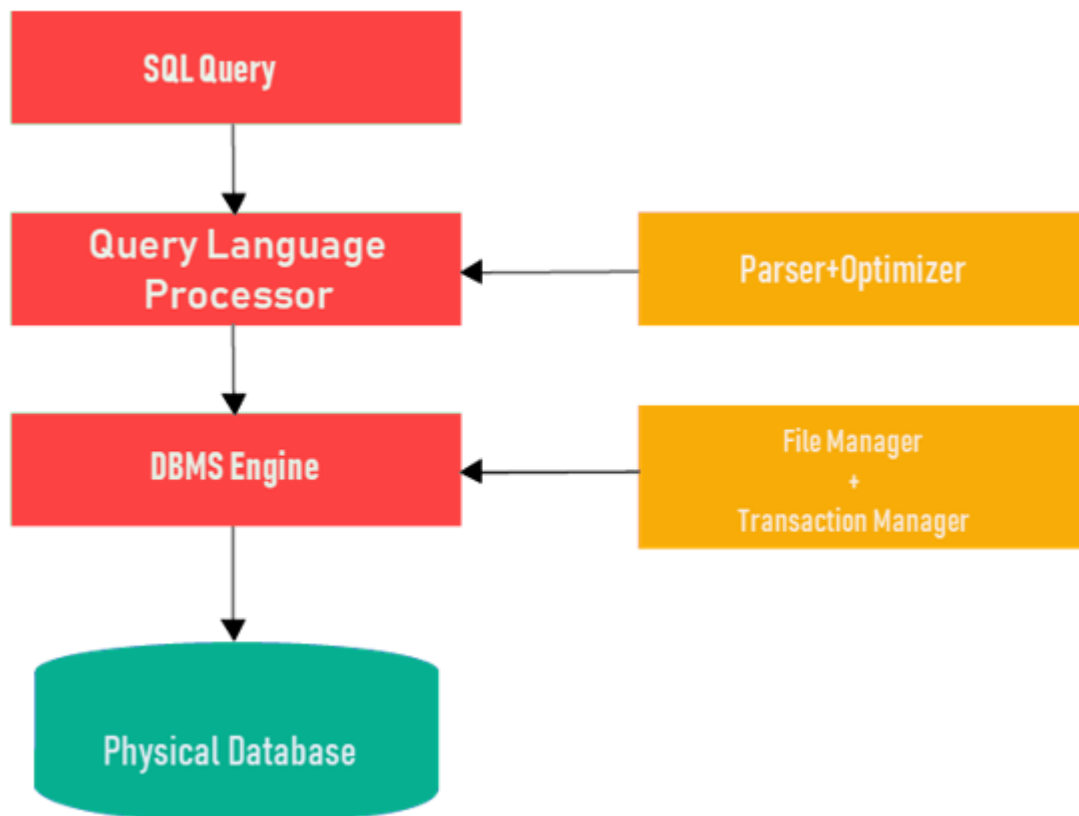 SQL Query
Query Language
Processor
Parser+Optimizer
DBMS Engine
File Manager
+
Transaction Manager
Physical Database